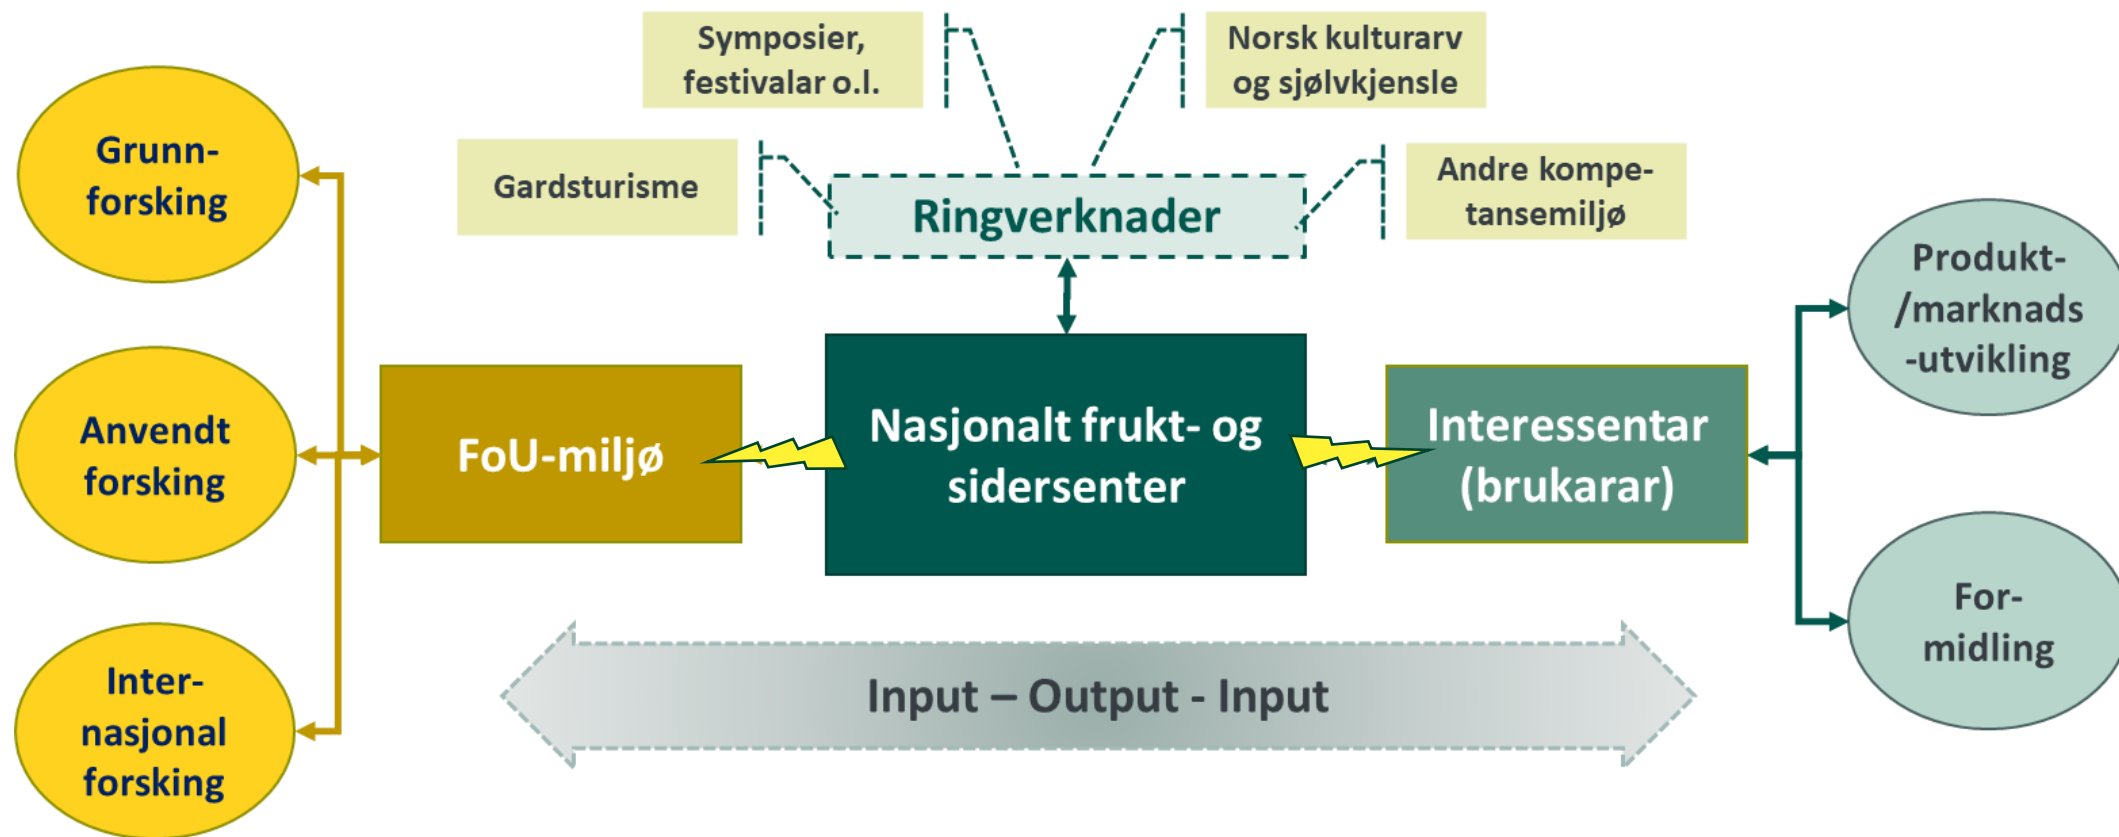 Symposier,
festivalar o.l.
Norsk kulturarv
og sjølvkjensle
Gardsturisme
Andre kompe-
tansemiljø
Ringverknader
Grunn-
forsking
Anvendt
forsking
Inter-
nasjonal
forsking
FoU-miljø
Nasjonalt frukt- og
sidersenter
Interessentar
(brukarar)
Produkt-
/marknads
-utvikling
For-
midling
Input – Output - Input